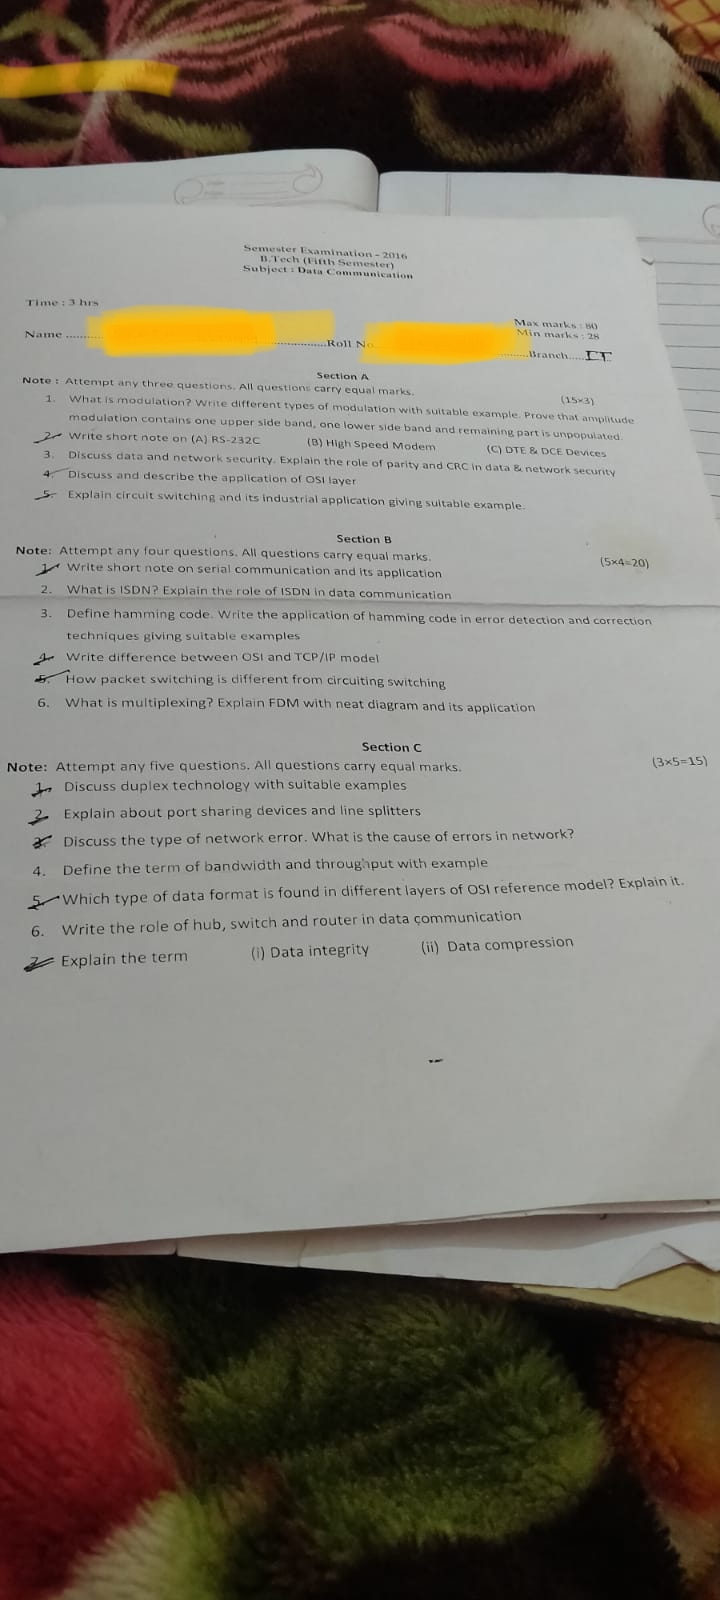 Semester Examination - 2016
B.Tech (Fifth Semester)
Subject : Data Communication
Time : 3 hrs
Max marks : 80
Min marks : 28
Name ..........
................Roll No.
........Branch.....IT
Section A
Note : Attempt any three questions. All questions carry equal marks. (15×3)
1. What is modulation? Write different types of modulation with suitable example. Prove that amplitude
modulation contains one upper side band, one lower side band and remaining part is unpopulated.
2. Write short note on (A) RS-232C (B) High Speed Modem (C) DTE & DCE Devices
3. Discuss data and network security. Explain the role of parity and CRC in data & network security
4. Discuss and describe the application of OSI layer
5. Explain circuit switching and its industrial application giving suitable example.
Section B
Note: Attempt any four questions. All questions carry equal marks. (5×4=20)
1. Write short note on serial communication and its application
2. What is ISDN? Explain the role of ISDN in data communication
3. Define hamming code. Write the application of hamming code in error detection and correction
techniques giving suitable examples
4. Write difference between OSI and TCP/IP model
5. How packet switching is different from circuiting switching
6. What is multiplexing? Explain FDM with neat diagram and its application
Section C
Note: Attempt any five questions. All questions carry equal marks. (3×5=15)
1. Discuss duplex technology with suitable examples
2. Explain about port sharing devices and line splitters
3. Discuss the type of network error. What is the cause of errors in network?
4. Define the term of bandwidth and throughput with example
5. Which type of data format is found in different layers of OSI reference model? Explain it.
6. Write the role of hub, switch and router in data communication
7. Explain the term (i) Data integrity (ii) Data compression